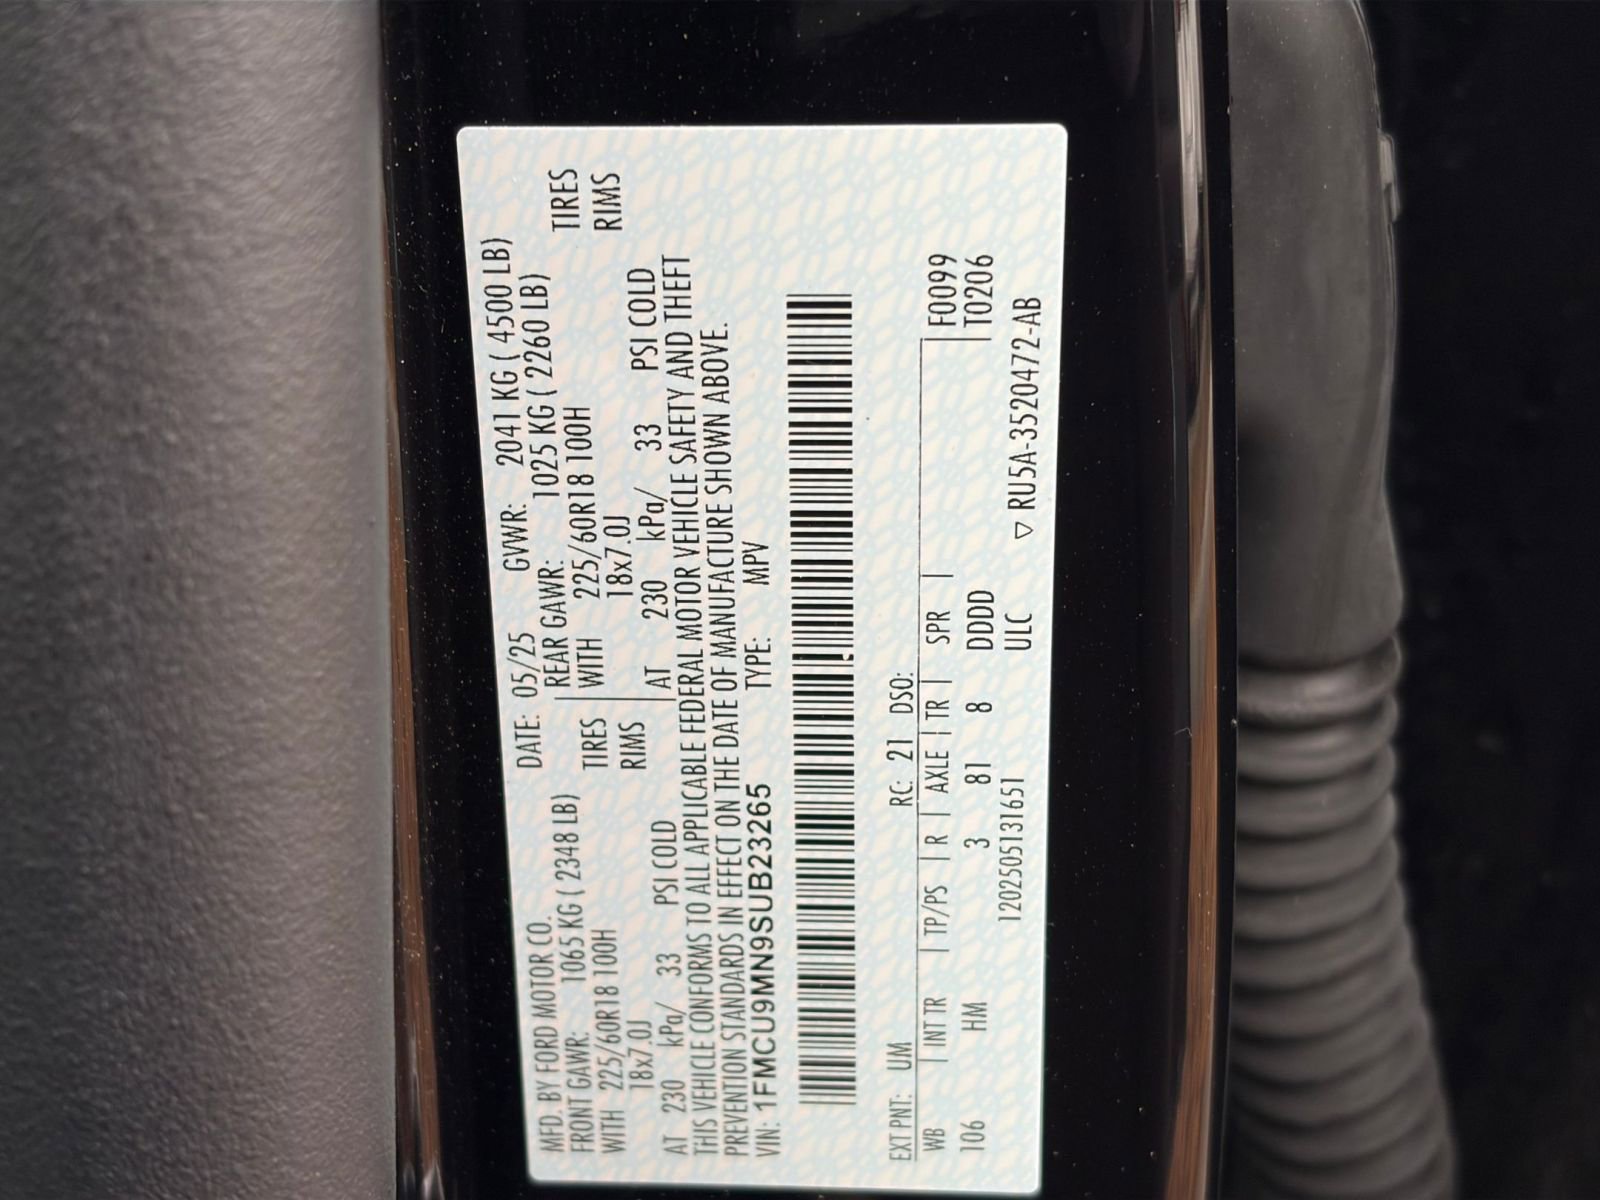 MFD. BY FORD MOTOR CO. DATE: 05/25 GVWR: 2041 KG ( 4500 LB)
FRONT GAWR: 1065 KG ( 2348 LB) REAR GAWR: 1025 KG ( 2260 LB)
WITH 225/60R18 100H TIRES WITH 225/60R18 100H TIRES
18x7.0J RIMS 18x7.0J RIMS
AT 230 kPa/ 33 PSI COLD AT 230 kPa/ 33 PSI COLD
THIS VEHICLE CONFORMS TO ALL APPLICABLE FEDERAL MOTOR VEHICLE SAFETY AND THEFT
PREVENTION STANDARDS IN EFFECT ON THE DATE OF MANUFACTURE SHOWN ABOVE.
VIN: 1FMCU9MN9SUB23265 TYPE: MPV
EXT PNT: UM RC: 21 DSO:
WB | INT TR | TP/PS | R | AXLE | TR | SPR | F0099
106 HM 3 81 8 DDDD T0206
1202505131651 ULC ▽ RU5A-3520472-AB